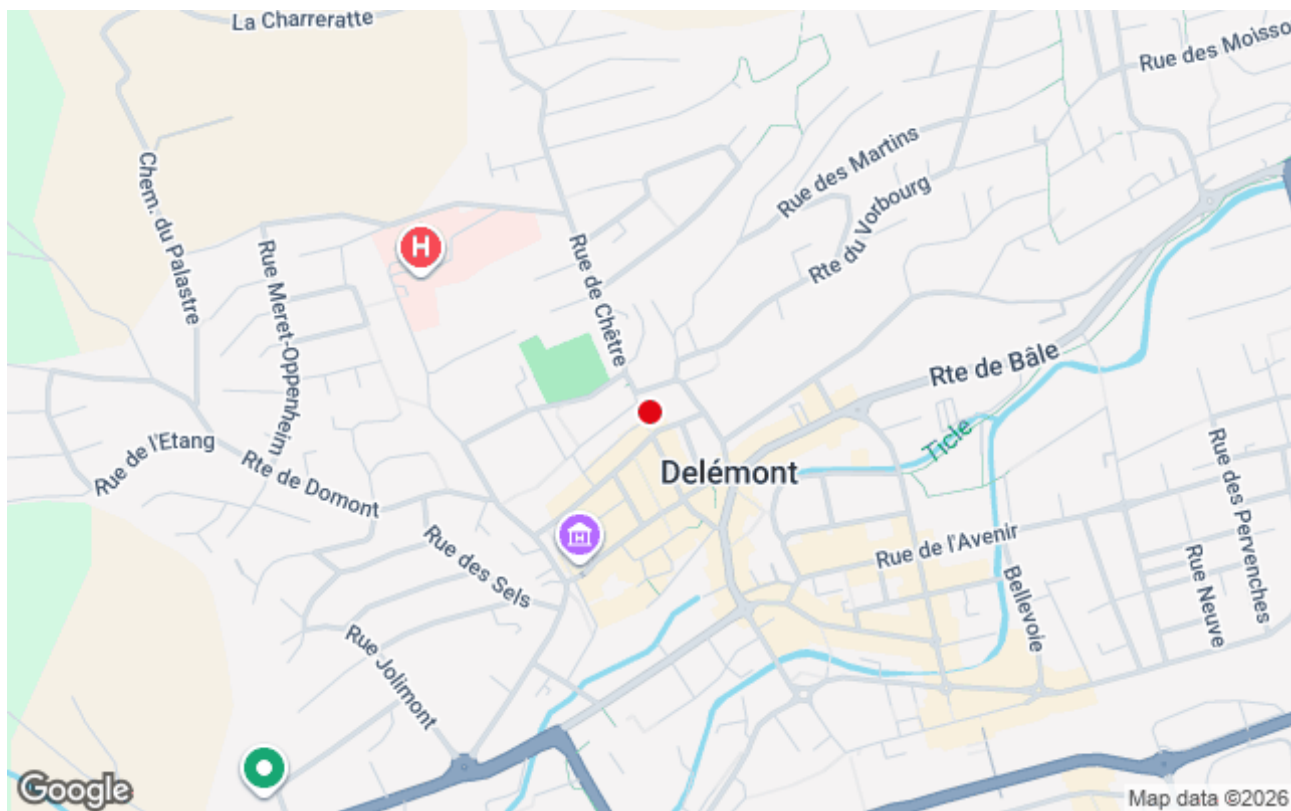 La Charreratte
Rue des Moisso
Rue des Martins
Chem. du Palastre
Rte du Vorbourg
H
Rue Meret-Oppenheim
Rue de Chêtre
Rte de Bâle
Ticle
Rue de l'Etang
Delémont
Rte de Domont
Rue des Pervenches
Rue de l'Avenir
Rue des Sels
Rue Neuve
Bellevoie
Rue Jolimont
Google
Map data ©2026